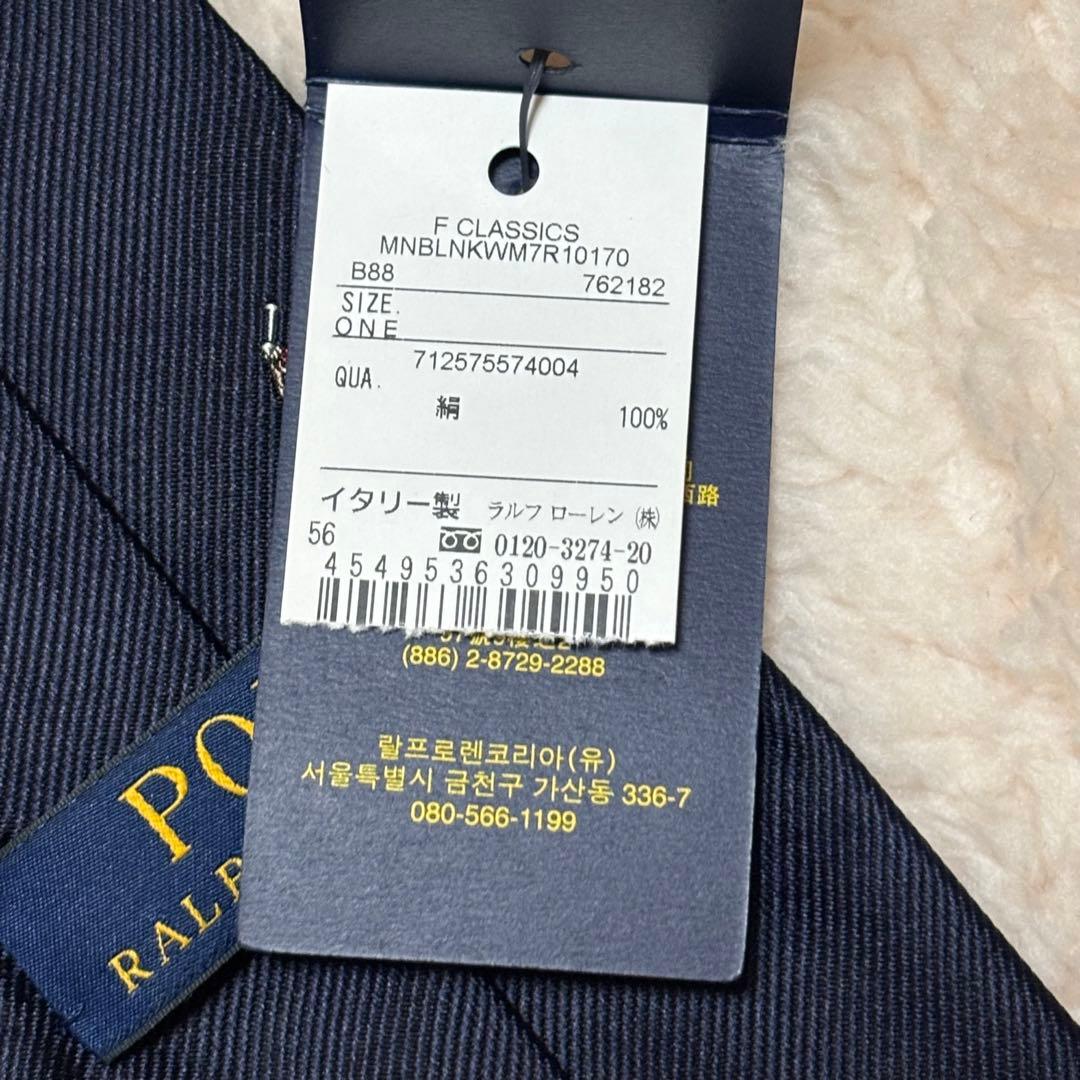 F CLASSICS
MNBLNKWM7R10170
B88 762182
SIZE.
ONE
712575574004
QUA.
絹 100%
西路
イタリー製 ラルフ ローレン ㈱
56 0120-3274-20
4549536309950
(886) 2-8729-2288
랄프로렌코리아(유)
서울특별시 금천구 가산동 336-7
080-566-1199
PO
RALP